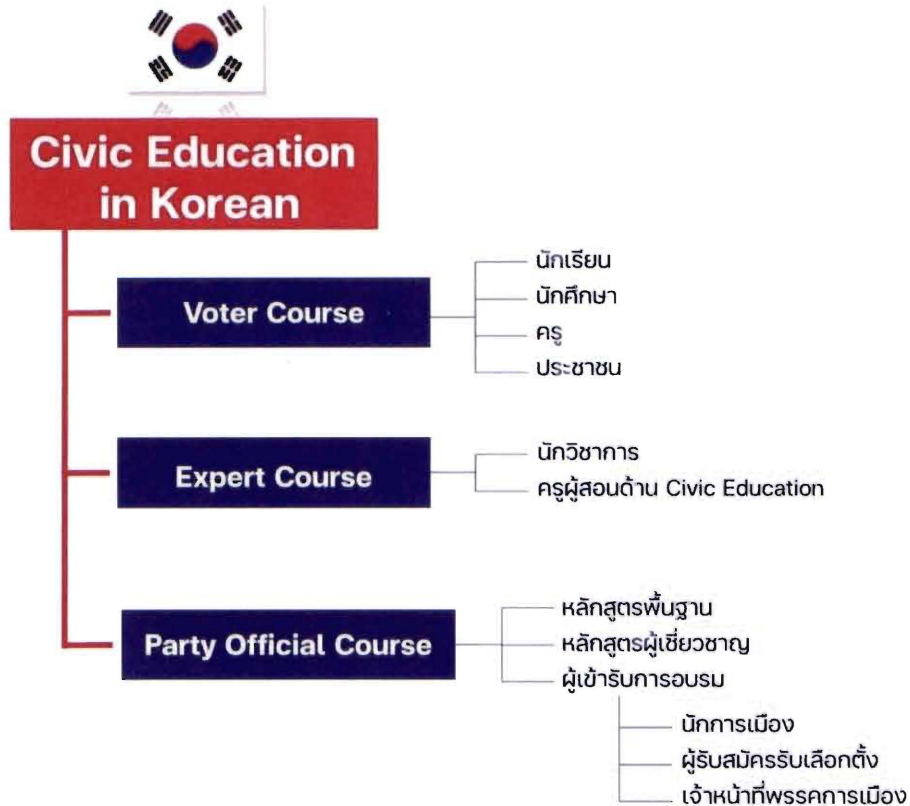 Civic Education
in Korean
Voter Course
นักเรียน
นักศึกษา
ครู
ประชาชน
Expert Course
นักวิชาการ
ครูผู้สอนด้าน Civic Education
Party Official Course
หลักสูตรพื้นฐาน
หลักสูตรผู้เชี่ยวชาญ
ผู้เข้ารับการอบรม
นักการเมือง
ผู้รับสมัครรับเลือกตั้ง
เจ้าหน้าที่พรรคการเมือง